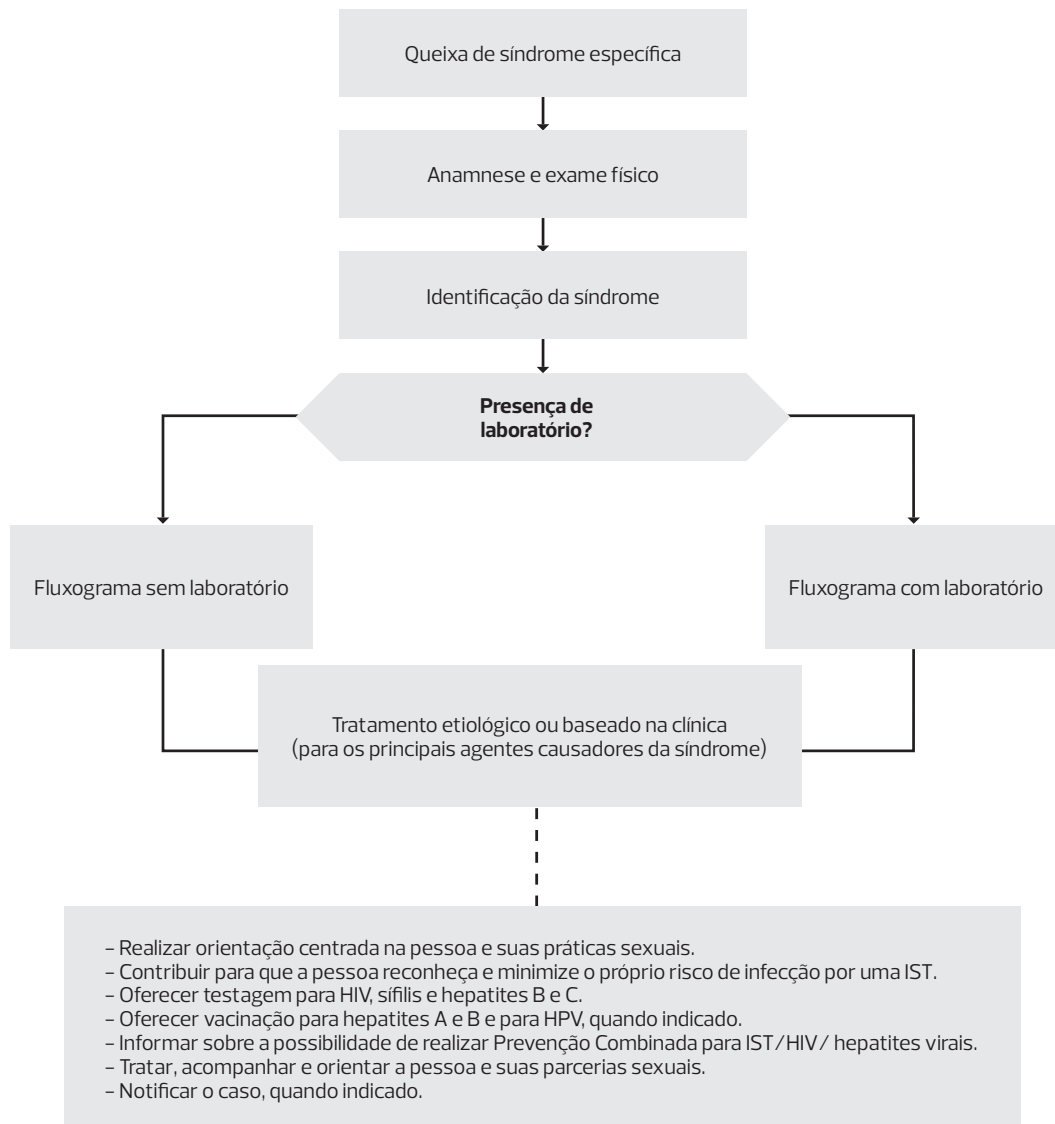 Queixa de síndrome específica
Anamnese e exame físico
Identificação da síndrome
Presença de
laboratório?
Fluxograma sem laboratório
Fluxograma com laboratório
Tratamento etiológico ou baseado na clínica
(para os principais agentes causadores da síndrome)
– Realizar orientação centrada na pessoa e suas práticas sexuais.
– Contribuir para que a pessoa reconheça e minimize o próprio risco de infecção por uma IST.
– Oferecer testagem para HIV, sífilis e hepatites B e C.
– Oferecer vacinação para hepatites A e B e para HPV, quando indicado.
– Informar sobre a possibilidade de realizar Prevenção Combinada para IST/HIV/ hepatites virais.
– Tratar, acompanhar e orientar a pessoa e suas parcerias sexuais.
– Notificar o caso, quando indicado.